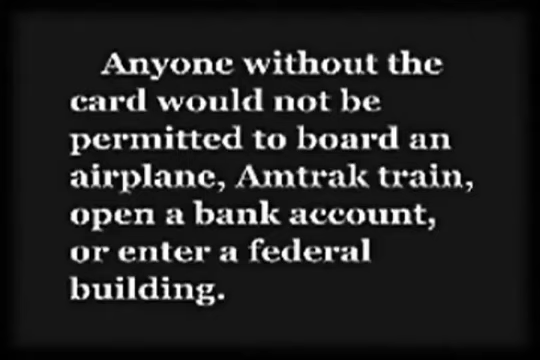 Anyone without the
card would not be
permitted to board an
airplane, Amtrak train,
open a bank account,
or enter a federal
building.